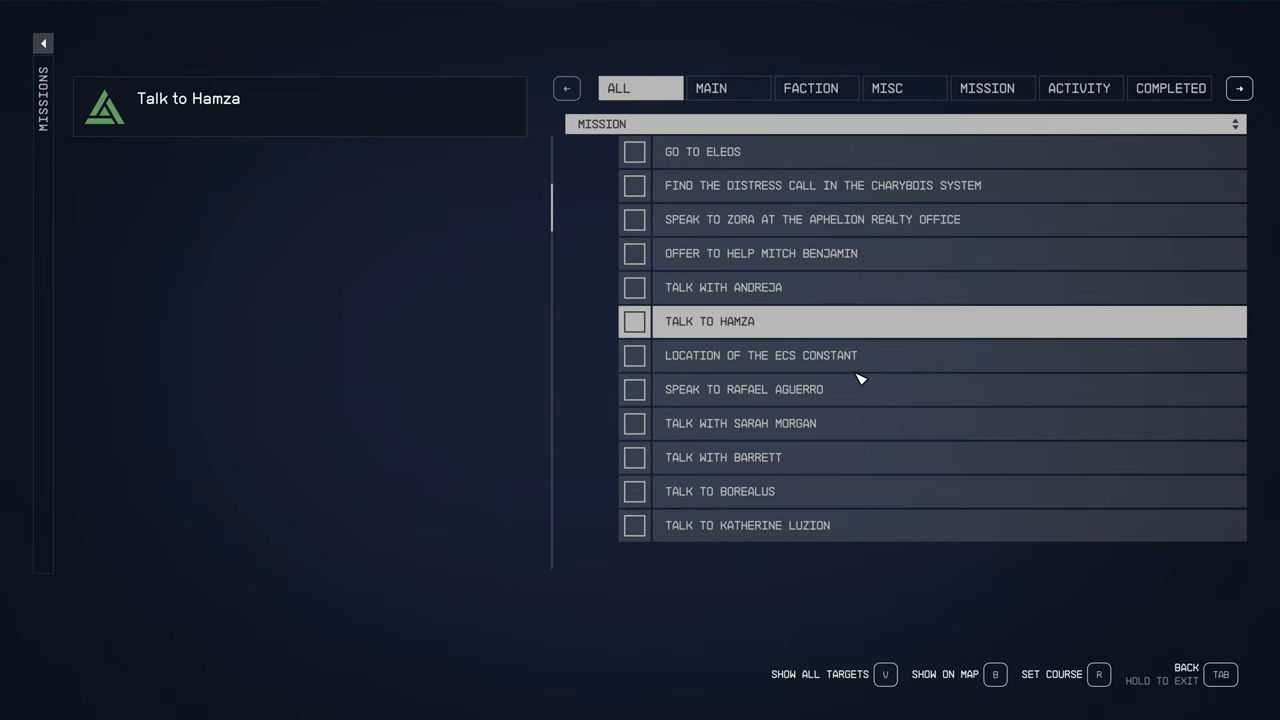 MISSIONS
Talk to Hamza
ALL MAIN FACTION MISC MISSION ACTIVITY COMPLETED
MISSION
GO TO ELEOS
FIND THE DISTRESS CALL IN THE CHARYBDIS SYSTEM
SPEAK TO ZORA AT THE APHELION REALTY OFFICE
OFFER TO HELP MITCH BENJAMIN
TALK WITH ANDREJA
TALK TO HAMZA
LOCATION OF THE ECS CONSTANT
SPEAK TO RAFAEL AGUERRO
TALK WITH SARAH MORGAN
TALK WITH BARRETT
TALK TO BOREALUS
TALK TO KATHERINE LUZION
SHOW ALL TARGETS V SHOW ON MAP B SET COURSE R BACK TAB
HOLD TO EXIT